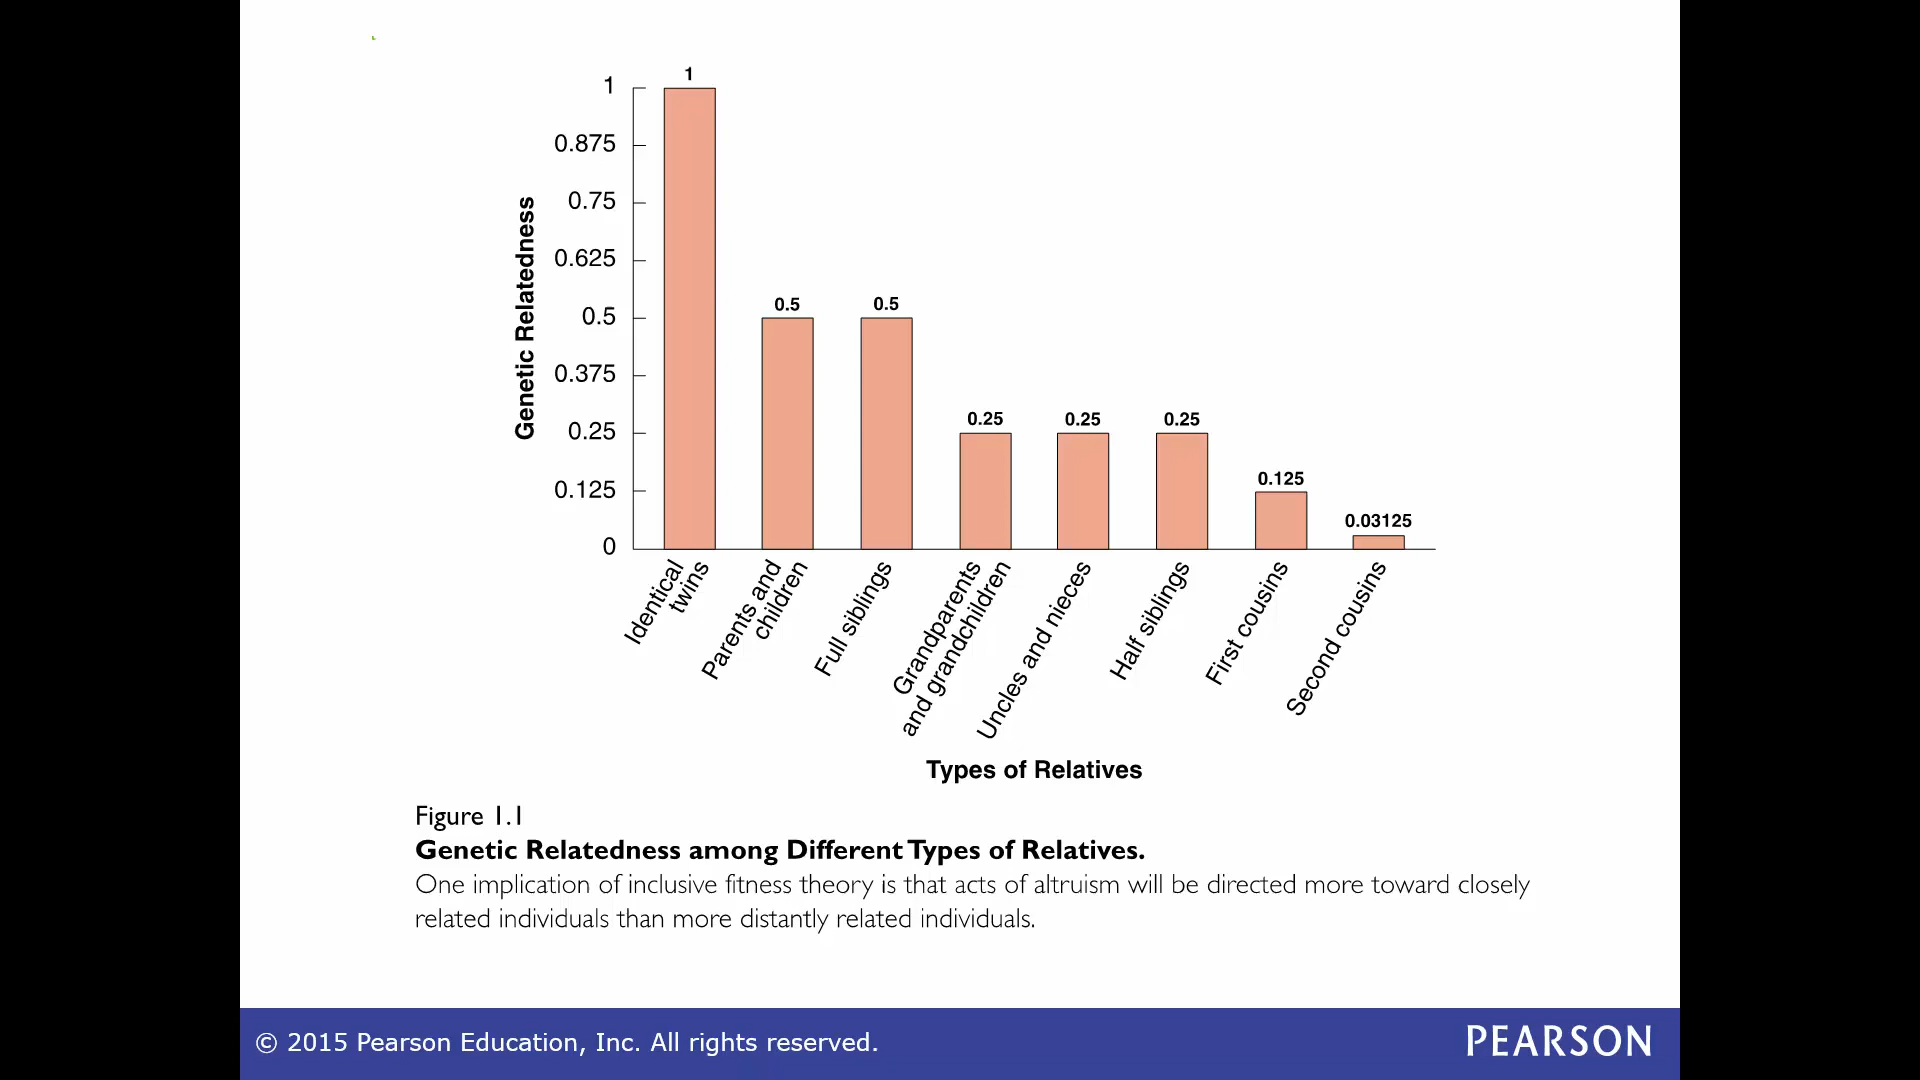 1
0.875
0.75
0.625
0.5
0.375
0.25
0.125
0
Genetic Relatedness
1
0.5
0.5
0.25
0.25
0.25
0.125
0.03125
Identical
twins
Parents and
children
Full siblings
Grandparents
and grandchildren
Uncles and nieces
Half siblings
First cousins
Second cousins
Types of Relatives
Figure 1.1
Genetic Relatedness among Different Types of Relatives.
One implication of inclusive fitness theory is that acts of altruism will be directed more toward closely
related individuals than more distantly related individuals.
© 2015 Pearson Education, Inc. All rights reserved.
PEARSON